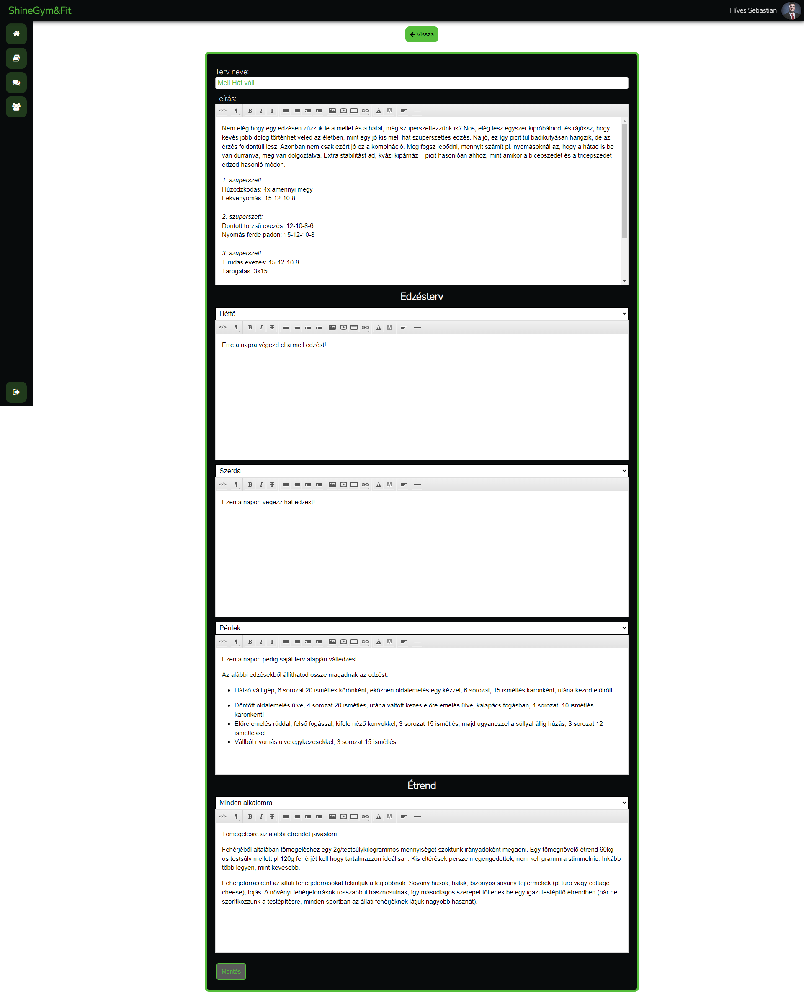 ShineGym&Fit
Híves Sebastian
Vissza
Terv neve:
Mell Hát váll
Leírás:
Nem elég hogy egy edzésen zúzzuk le a mellet és a hátat, még szuperszettezzünk is? Nos, elég lesz egyszer kipróbálnod, és rájössz, hogy
kevés jobb dolog történhet veled az életben, mint egy jó kis mell-hát szuperszettes edzés. Na jó, ez így picit túl badikutyásan hangzik, de az
érzés földöntúli lesz. Azonban nem csak ezért jó ez a kombináció. Meg fogsz lepődni, mennyit számít pl. nyomásoknál az, hogy a hátad is be
van durranva, meg van dolgoztatva. Extra stabilitást ad, kvázi kipárnáz – picit hasonlóan ahhoz, mint amikor a bicepszedet és a tricepszedet
edzed hasonló módon.
1. szuperszett:
Húzódzkodás: 4x amennyi megy
Fekvenyomás: 15-12-10-8
2. szuperszett:
Döntött törzsű evezés: 12-10-8-6
Nyomás ferde padon: 15-12-10-8
3. szuperszett:
T-rudas evezés: 15-12-10-8
Tárogatás: 3x15
Edzésterv
Hétfő
Erre a napra végezd el a mell edzést!
Szerda
Ezen a napon végezz hát edzést!
Péntek
Ezen a napon pedig saját terv alapján válledzést.
Az alábbi edzésekből állíthatod össze magadnak az edzést:
• Hátsó váll gép, 6 sorozat 20 ismétlés körönként, eközben oldalemelés egy kézzel, 6 sorozat, 15 ismétlés karonként, utána kezdd elölről!
• Döntött oldalemelés ülve, 4 sorozat 20 ismétlés, utána váltott kezes előre emelés ülve, kalapács fogásban, 4 sorozat, 10 ismétlés
karonként!
• Előre emelés rúddal, felső fogással, kifele néző könyökkel, 3 sorozat 15 ismétlés, majd ugyanezzel a súllyal állig húzás, 3 sorozat 12
ismétléssel.
• Vállból nyomás ülve egykezesekkel, 3 sorozat 15 ismétlés
Étrend
Minden alkalomra
Tömegelésre az alábbi étrendet javaslom:
Fehérjéből általában tömegeléshez egy 2g/testsúlykilogrammos mennyiséget szoktunk irányadóként megadni. Egy tömegnövelő étrend 60kg-
os testsúly mellett pl 120g fehérjét kell hogy tartalmazzon ideálisan. Kis eltérések persze megengedettek, nem kell grammra stimmelnie. Inkább
több legyen, mint kevesebb.
Fehérjeforrásként az állati fehérjeforrásokat tekintjük a legjobbnak. Sovány húsok, halak, bizonyos sovány tejtermékek (pl túró vagy cottage
cheese), tojás. A növényi fehérjeforrások rosszabbul hasznosulnak, így másodlagos szerepet töltenek be egy igazi testépítő étrendben (bár ne
szorítkozzunk a testépítésre, minden sportban az állati fehérjéknek látjuk nagyobb hasznát).
Mentés